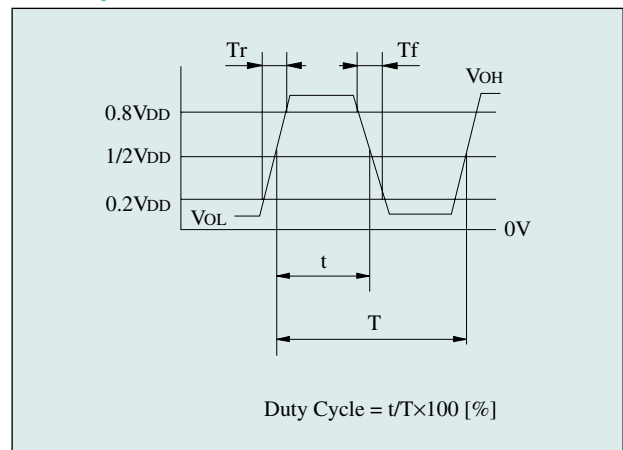 Tr Tf
VOH
0.8VDD
1/2VDD
0.2VDD
VOL
0V
t
T
Duty Cycle = t/T×100 [%]